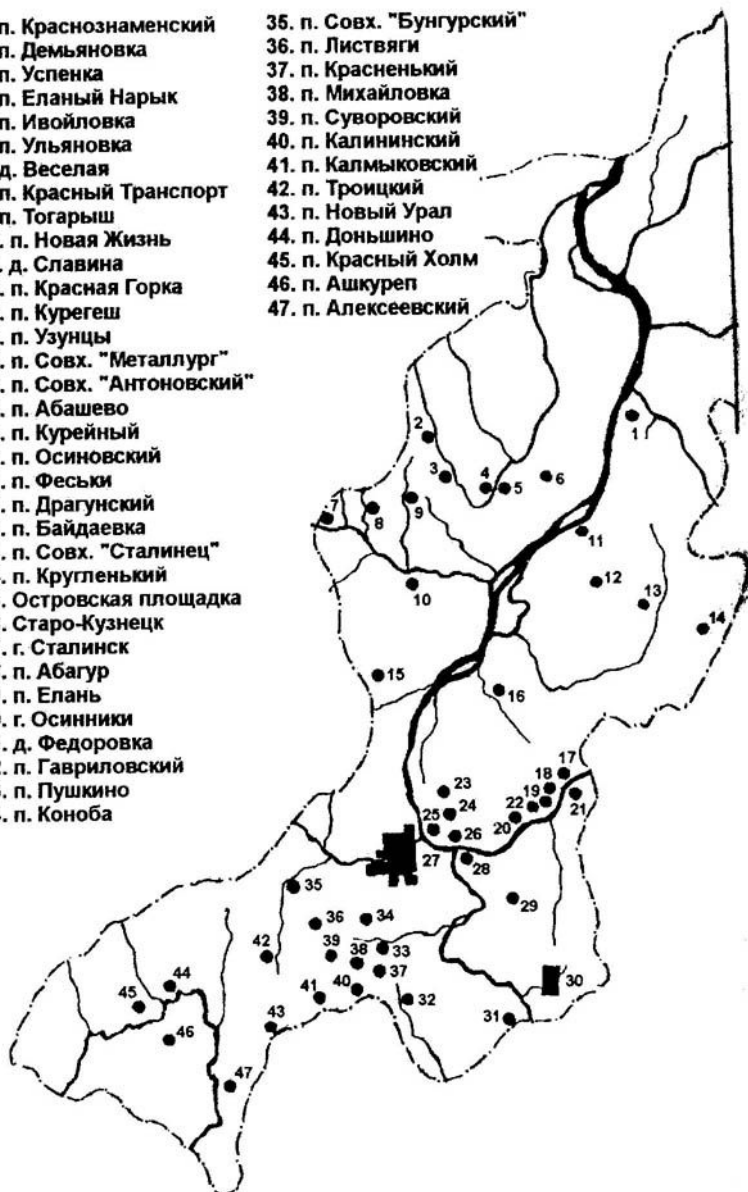 п. Краснознаменский
п. Демьяновка
п. Успенка
п. Еланый Нарык
п. Ивойловка
п. Ульяновка
д. Веселая
п. Красный Транспорт
п. Тогарыш
. п. Новая Жизнь
. д. Славина
. п. Красная Горка
. п. Курегеш
. п. Узунцы
. п. Совх. "Металлург"
. п. Совх. "Антоновский"
. п. Абашево
. п. Курейный
. п. Осиновский
. п. Феськи
. п. Драгунский
. п. Байдаевка
. п. Совх. "Сталинец"
. п. Кругленький
. Островская площадка
. Старо-Кузнецк
. г. Сталинск
. п. Абагур
. п. Елань
. г. Осинники
. д. Федоровка
. п. Гавриловский
. п. Пушкино
. п. Коноба
35. п. Совх. "Бунгурский"
36. п. Листвяги
37. п. Красненький
38. п. Михайловка
39. п. Суворовский
40. п. Калининский
41. п. Калмыковский
42. п. Троицкий
43. п. Новый Урал
44. п. Доньшино
45. п. Красный Холм
46. п. Ашкуреп
47. п. Алексеевский
1
2
3
4
5
6
7
8
9
10
11
12
13
14
15
16
17
18
19
20
21
22
23
24
25
26
27
28
29
30
31
32
33
34
35
36
37
38
39
40
41
42
43
44
45
46
47